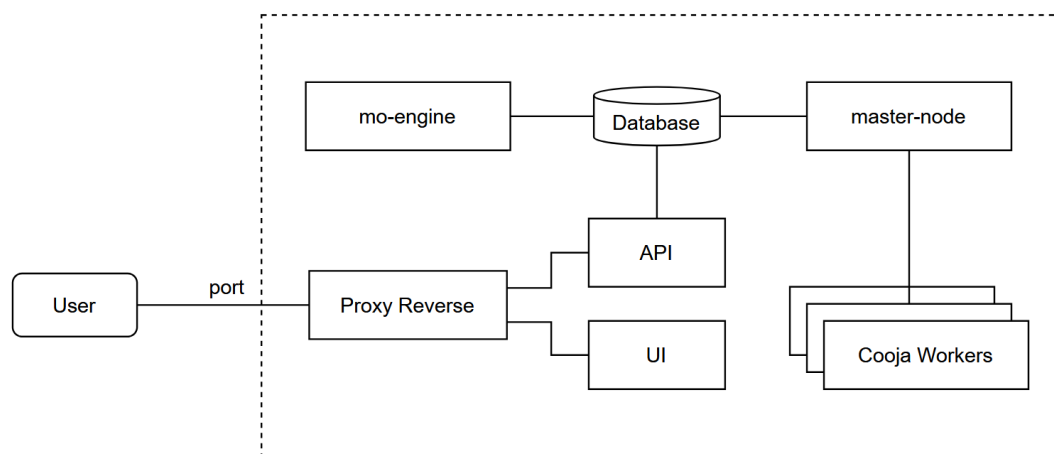 mo-engine
Database
master-node
API
User
port
Proxy Reverse
UI
Cooja Workers